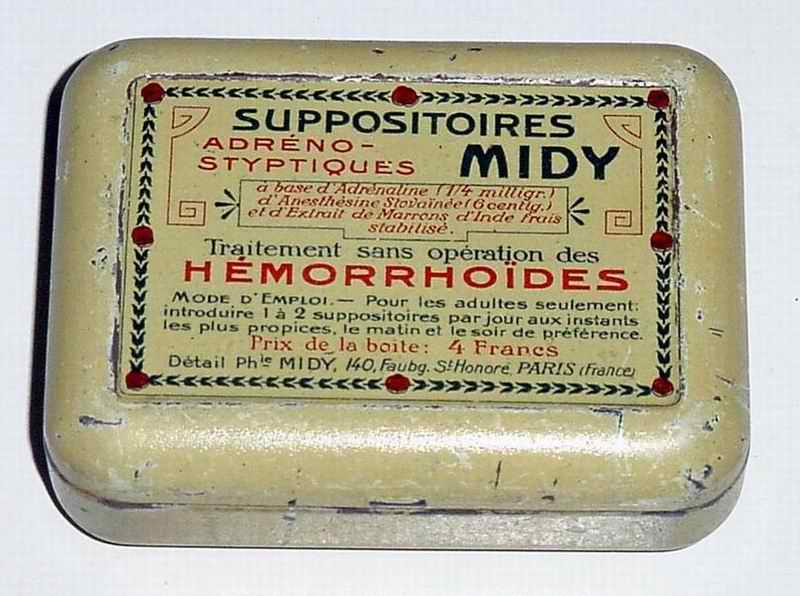 SUPPOSITOIRES
ADRÉNO-
STYPTIQUES
MIDY
a base d'Adrénaline (1/4 milligr.)
d'Anesthésine Stovaïnée (6 centig.)
et d'Extrait de Marrons d'Inde frais
stabilisé.
Traitement sans opération des
HÉMORRHOÏDES
MODE D'EMPLOI.— Pour les adultes seulement:
introduire 1 à 2 suppositoires par jour aux instants
les plus propices, le matin et le soir de préférence.
Prix de la boite: 4 Francs
Détail Phie MIDY, 140, Faubg. St Honoré, PARIS (France)